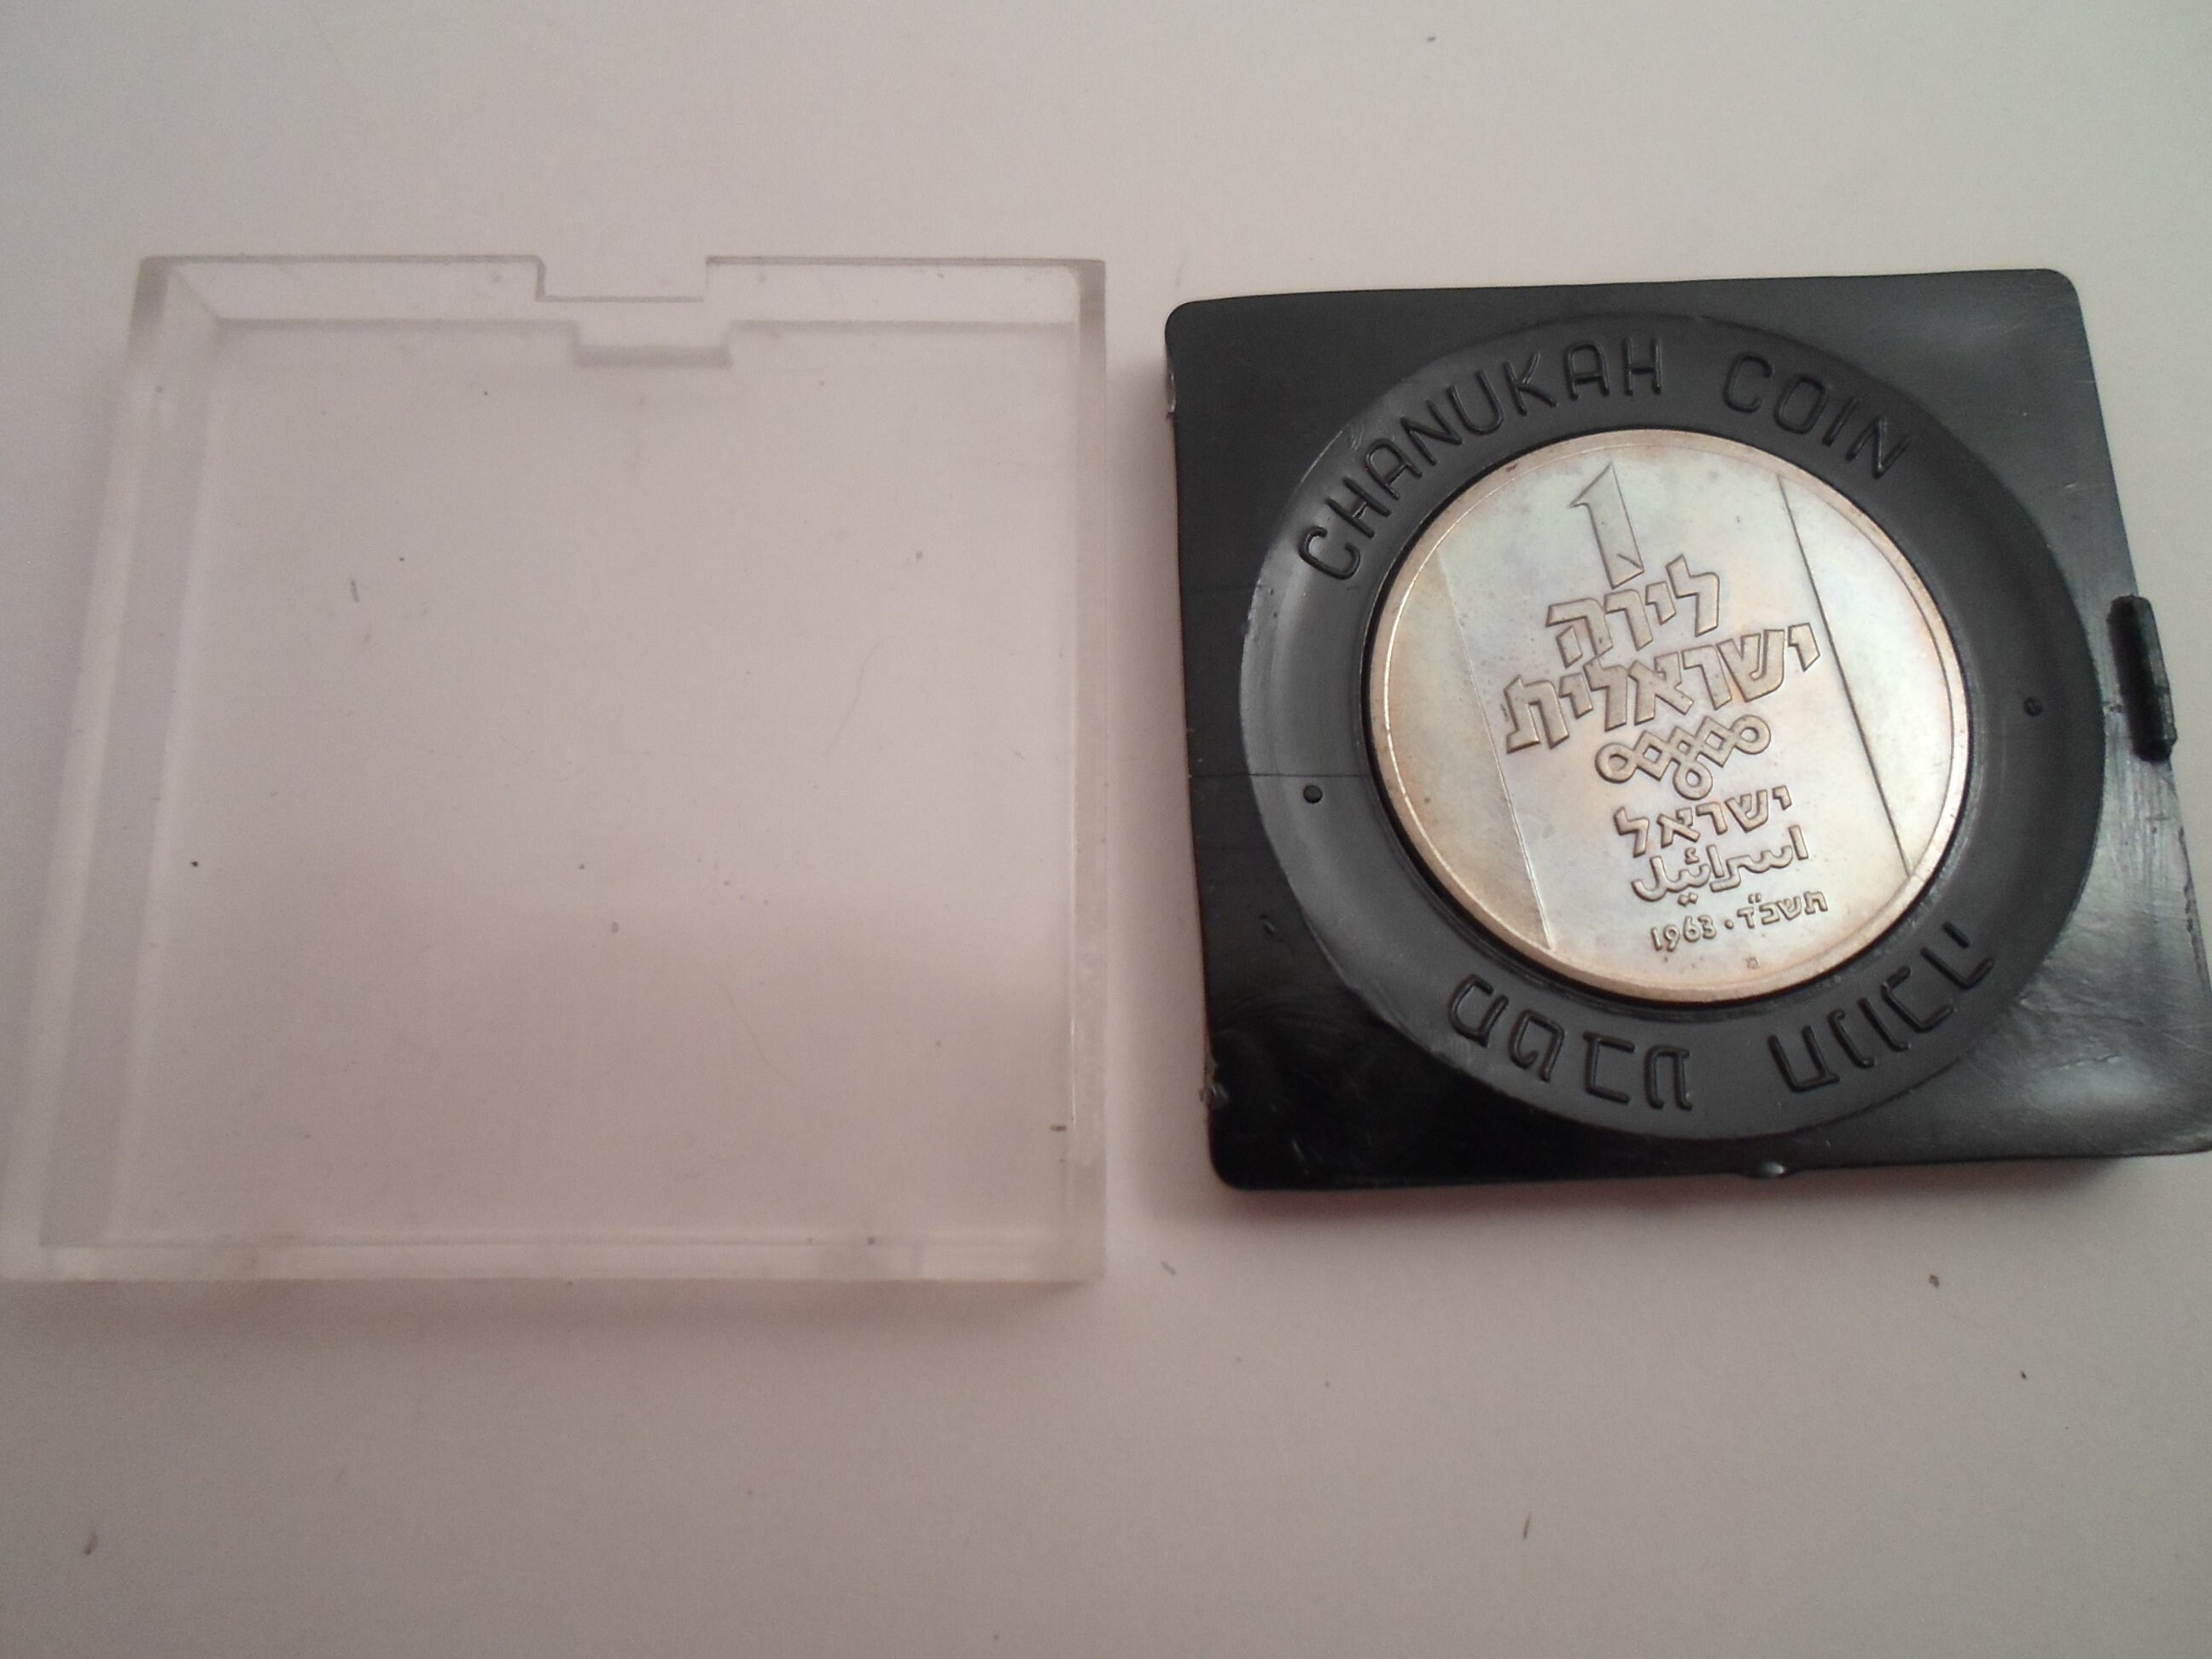 CHANUKAH COIN
1
לירה
ישראלית
ישראל
اسرائيل
תשכ"ד · 1963
מטבע חנוכה